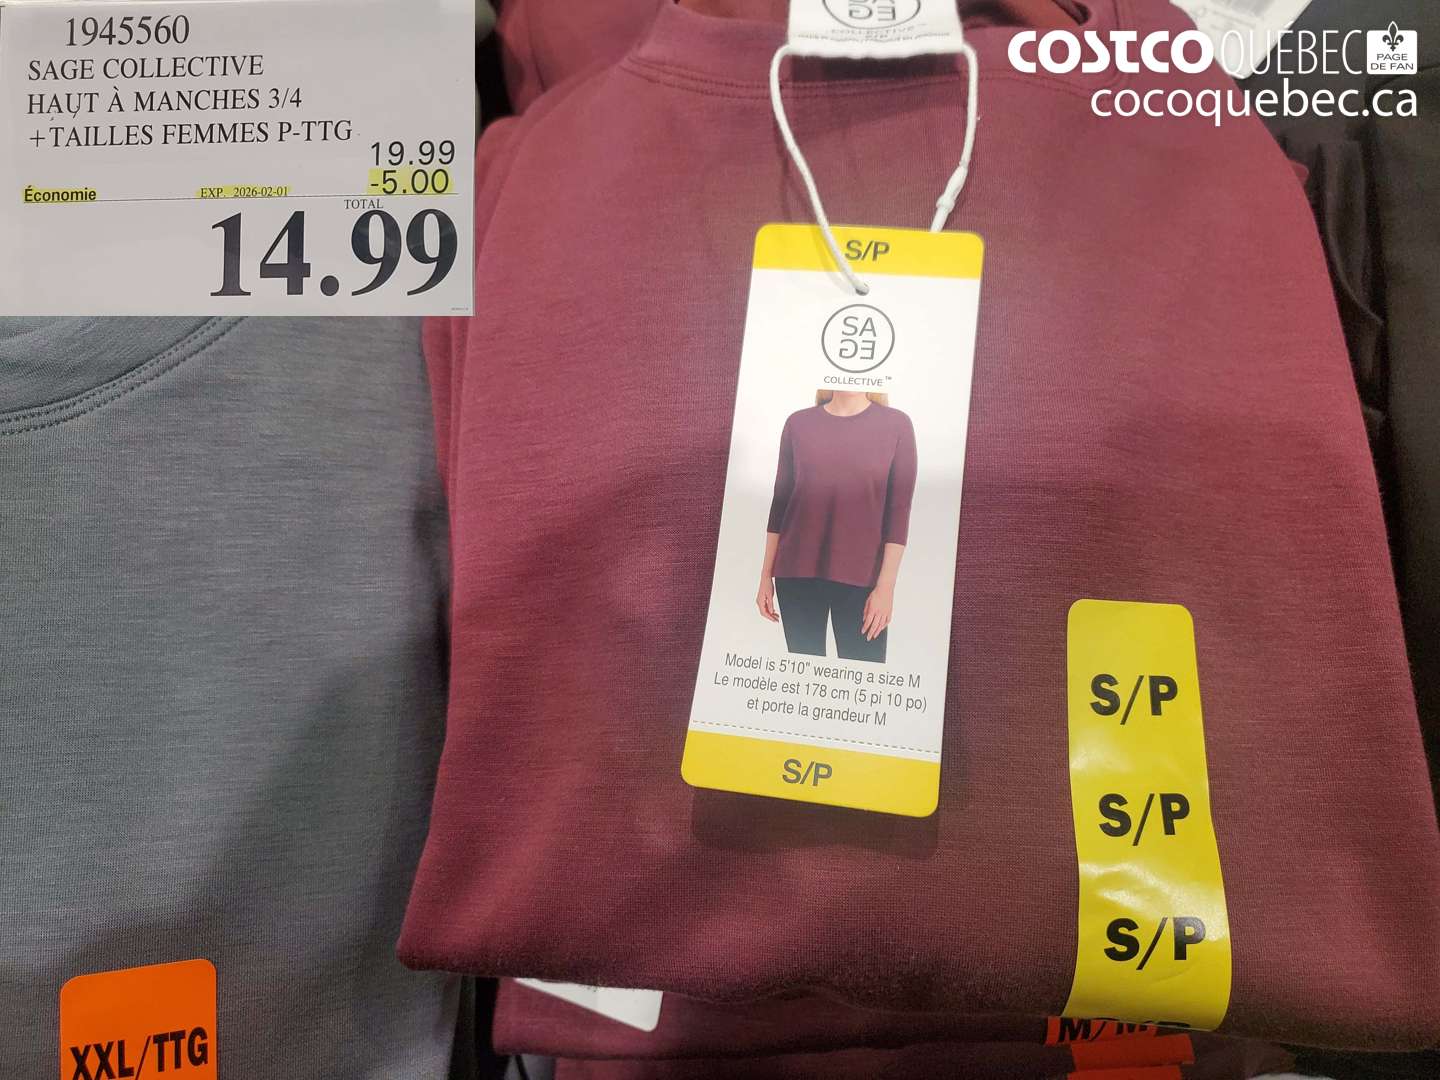 1945560
SAGE COLLECTIVE
HAUT À MANCHES 3/4
+TAILLES FEMMES P-TTG
19.99
-5.00
Économie
EXP. 2026-02-01
TOTAL
14.99
COSTCO QUÉBEC PAGE DE FAN
cocoquebec.ca
COLLECTIVE
S/P
S/P
SA
GE
COLLECTIVE™
Model is 5'10" wearing a size M
Le modèle est 178 cm (5 pi 10 po)
et porte la grandeur M
S/P
S/P
S/P
S/P
XXL/TTG